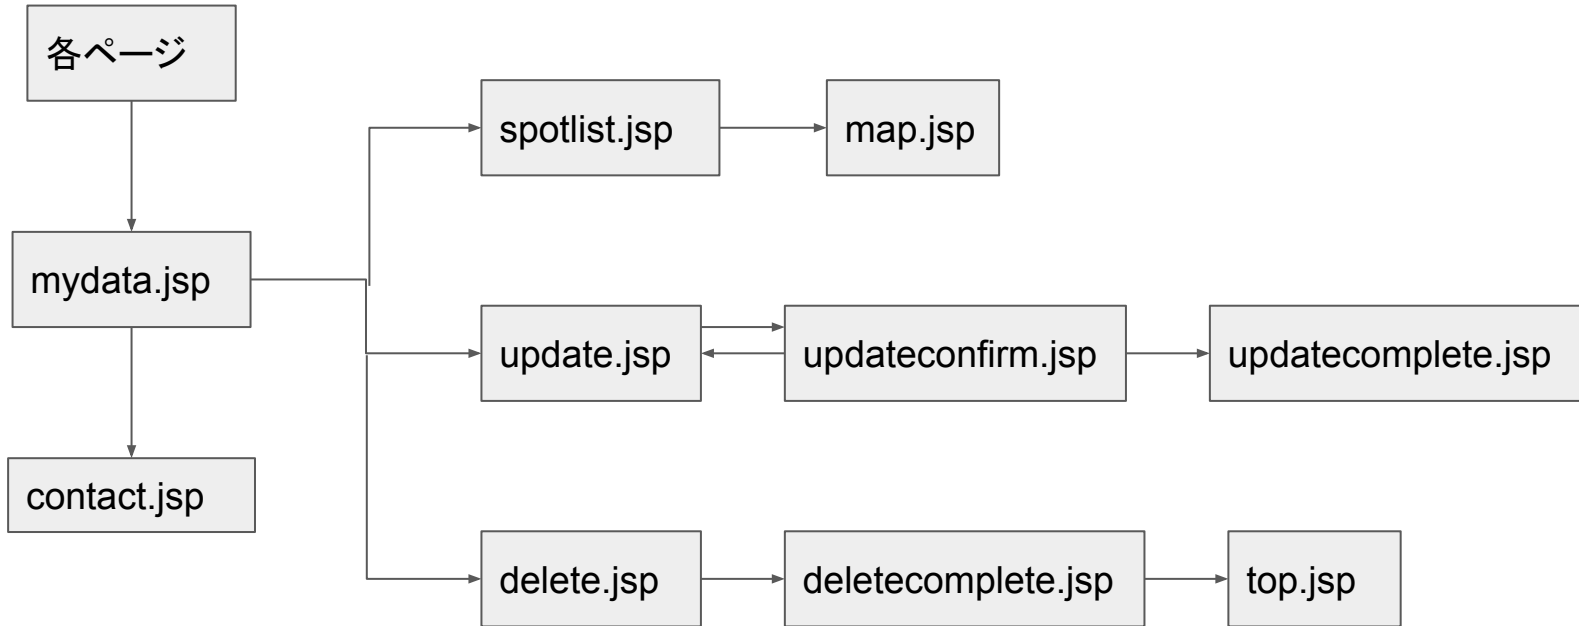 各ページ
spotlist.jsp
map.jsp
mydata.jsp
update.jsp
updateconfirm.jsp
updatecomplete.jsp
contact.jsp
delete.jsp
deletecomplete.jsp
top.jsp